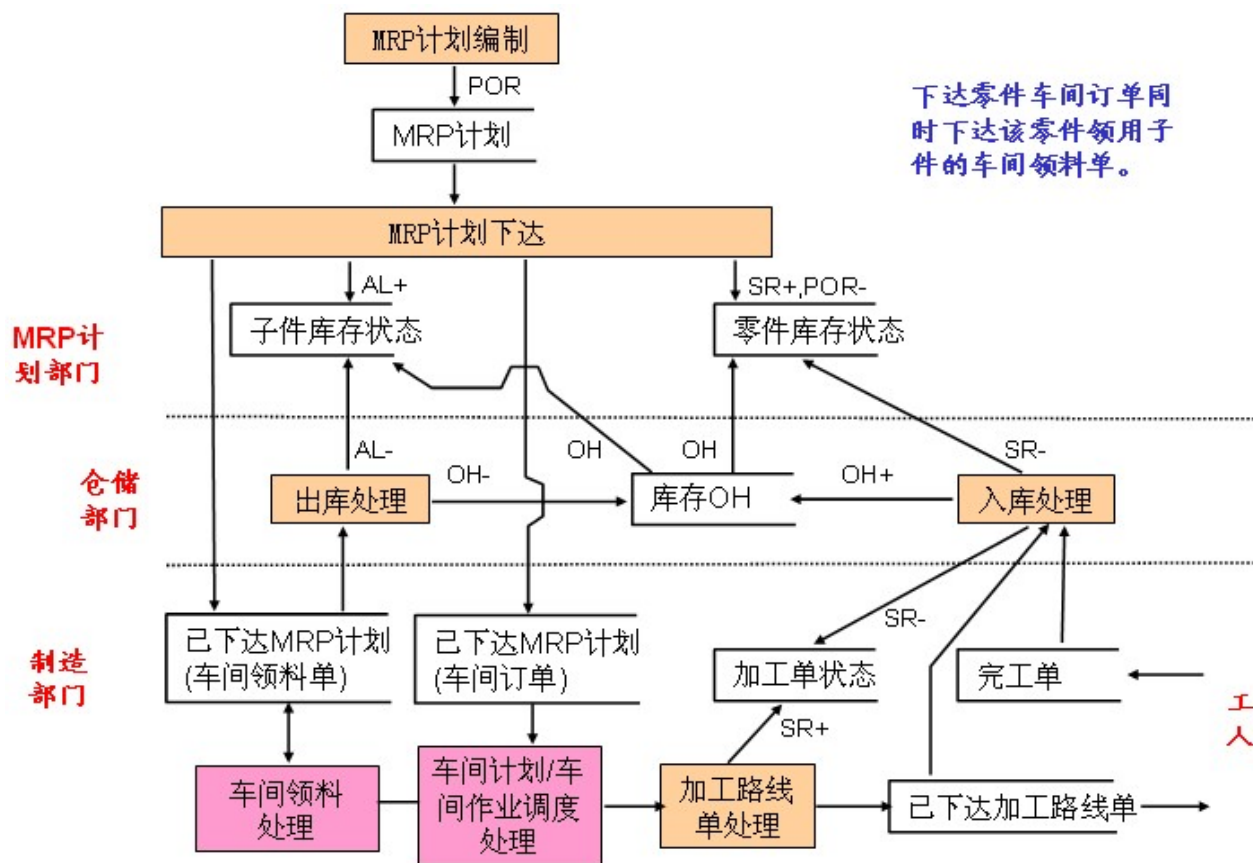 MRP计划编制
POR
MRP计划
下达零件车间订单同
时下达该零件领用子
件的车间领料单。
MRP计划下达
AL+
SR+,POR-
MRP计
划部门
子件库存状态
零件库存状态
AL-
OH-
OH
OH
OH+
SR-
仓储
部门
出库处理
库存OH
入库处理
制造
部门
已下达MRP计划
(车间领料单)
已下达MRP计划
(车间订单)
SR-
加工单状态
完工单
SR+
工
人
车间领料
处理
车间计划/车
间作业调度
处理
加工路线
单处理
已下达加工路线单